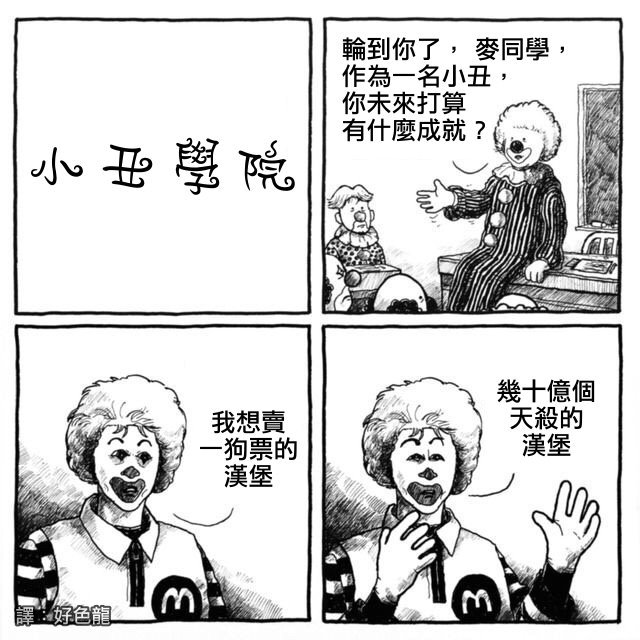 小丑學院
輪到你了，麥同學，
作為一名小丑，
你未來打算
有什麼成就？
我想賣
一狗票的
漢堡
幾十億個
天殺的
漢堡
m
m
譯：好色龍